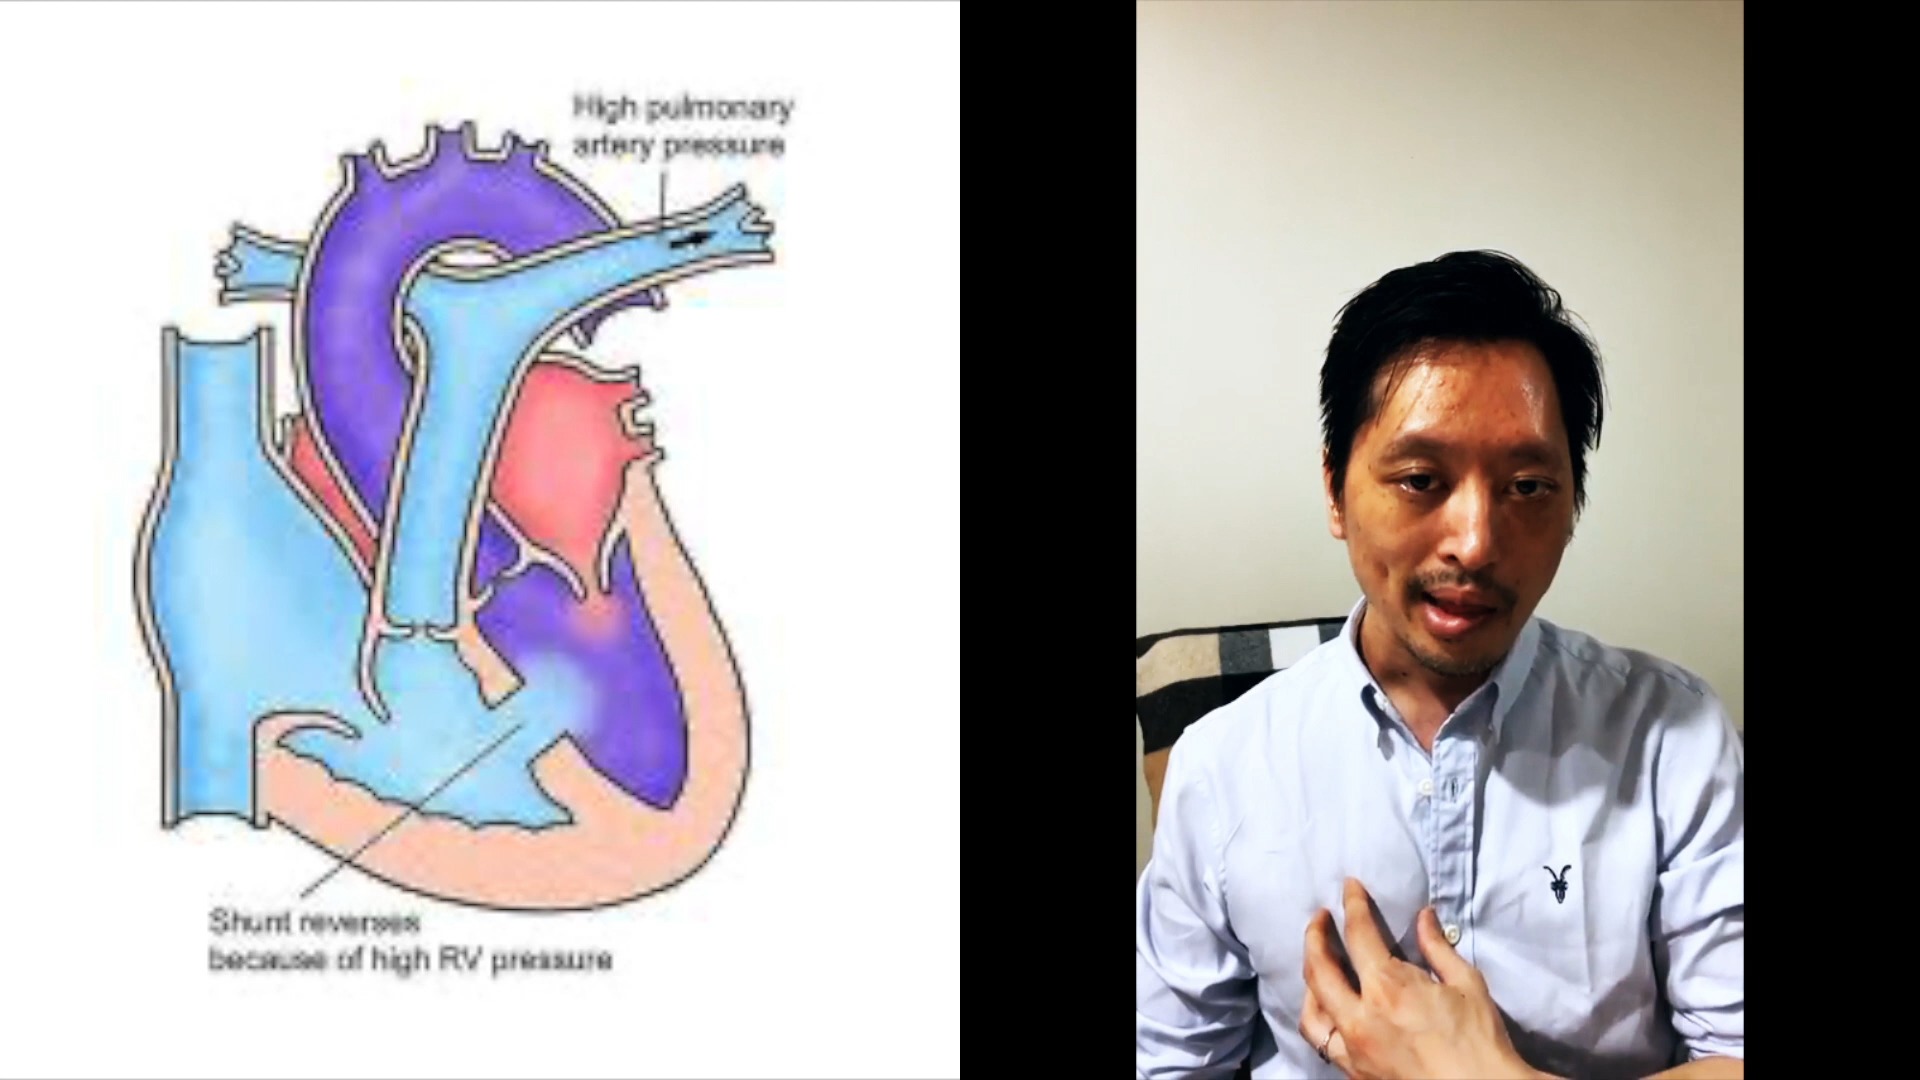 High pulmonary
artery pressure
Shunt reverses
because of high RV pressure